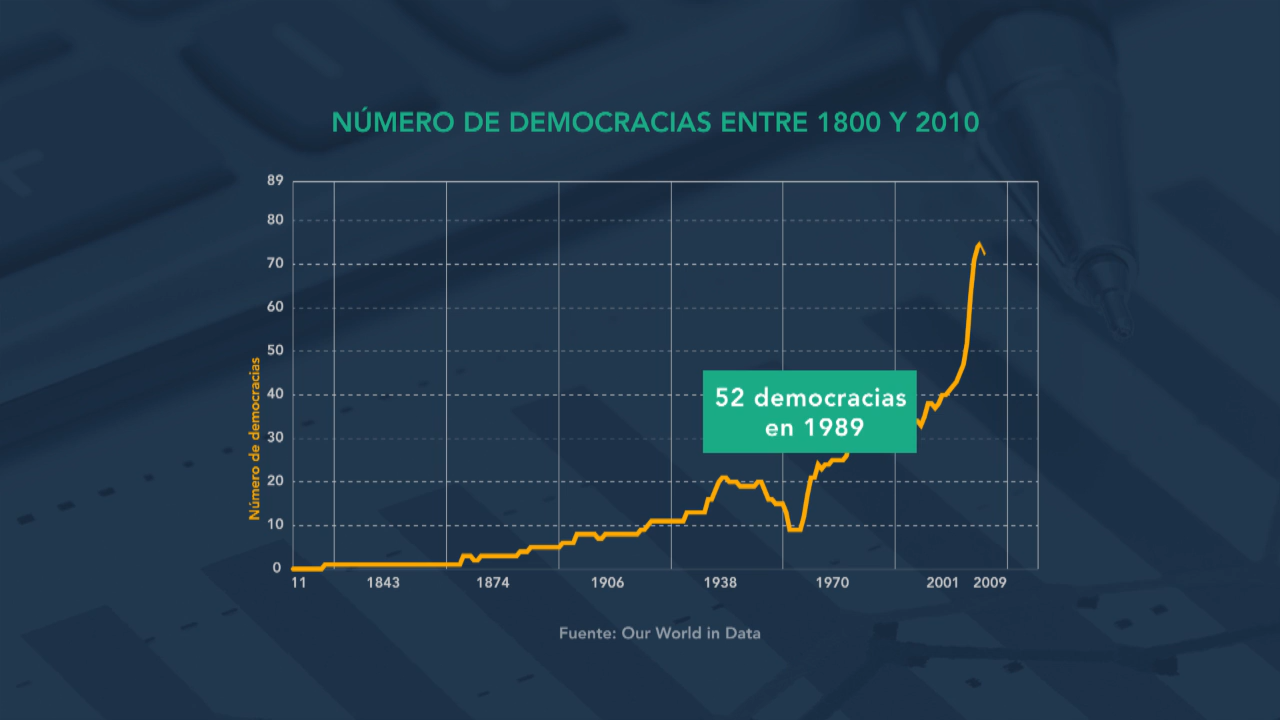 NÚMERO DE DEMOCRACIAS ENTRE 1800 Y 2010
89
80
70
60
50
40
30
20
10
0
Número de democracias
52 democracias
en 1989
11 1843 1874 1906 1938 1970 2001 2009
Fuente: Our World in Data